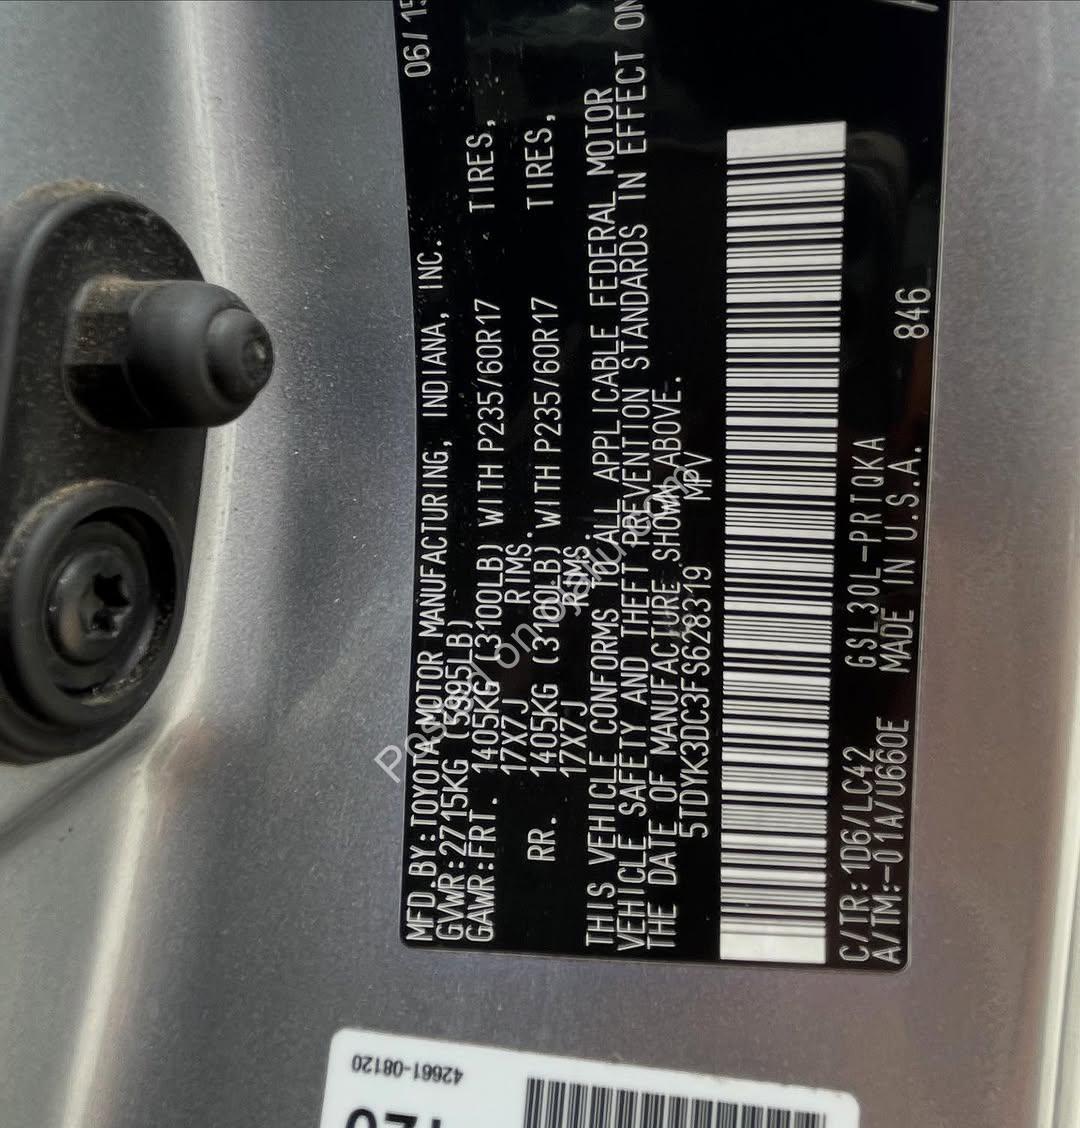 06/15
MFD.BY:TOYOTA MOTOR MANUFACTURING, INDIANA, INC.
GVWR:2715KG (5985LB)
GAWR:FRT. 1405KG (3100LB) WITH P235/60R17 TIRES,
17X7J RIMS.
RR. 1405KG (3100LB) WITH P235/60R17 TIRES,
17X7J RIMS.
THIS VEHICLE CONFORMS TO ALL APPLICABLE FEDERAL MOTOR
VEHICLE SAFETY AND THEFT PREVENTION STANDARDS IN EFFECT ON
THE DATE OF MANUFACTURE SHOWN ABOVE.
5TDYK3DC3FS628319 MPV
C/TR:1D6/LC42 GSL30L-PRTQKA 846
A/TM:-01A/U660E MADE IN U.S.A.
42661-08120